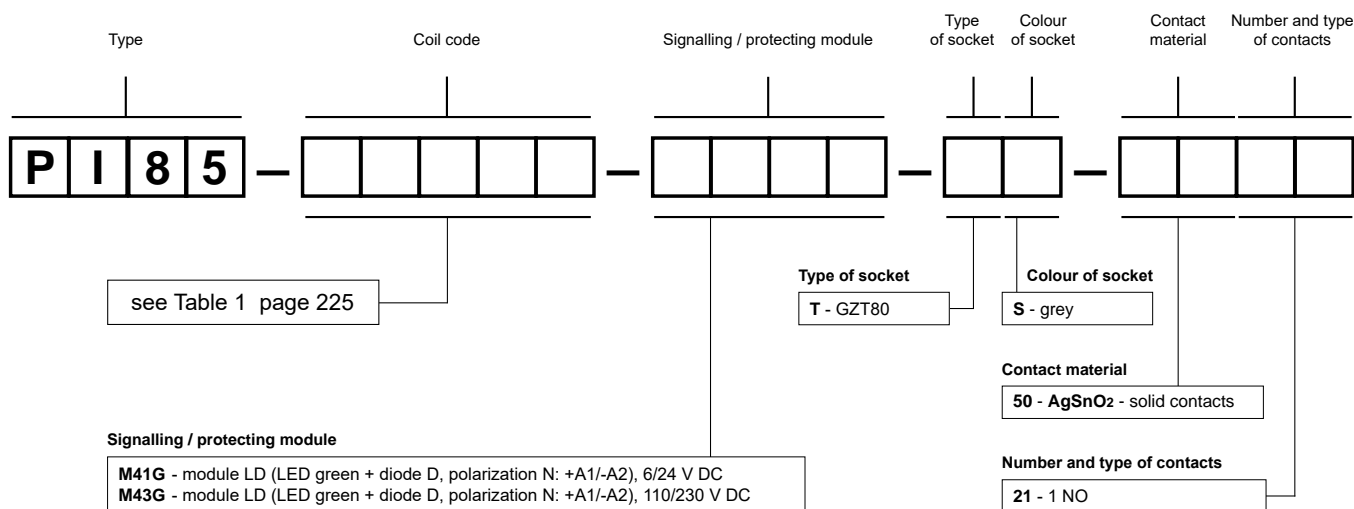 Type
Coil code
Signalling / protecting module
Type
of socket
Colour
of socket
Contact
material
Number and type
of contacts
P I 8 5 – – – –
see Table 1 page 225
Type of socket
T - GZT80
Colour of socket
S - grey
Contact material
50 - AgSnO2 - solid contacts
Signalling / protecting module
M41G - module LD (LED green + diode D, polarization N: +A1/-A2), 6/24 V DC
M43G - module LD (LED green + diode D, polarization N: +A1/-A2), 110/230 V DC
Number and type of contacts
21 - 1 NO